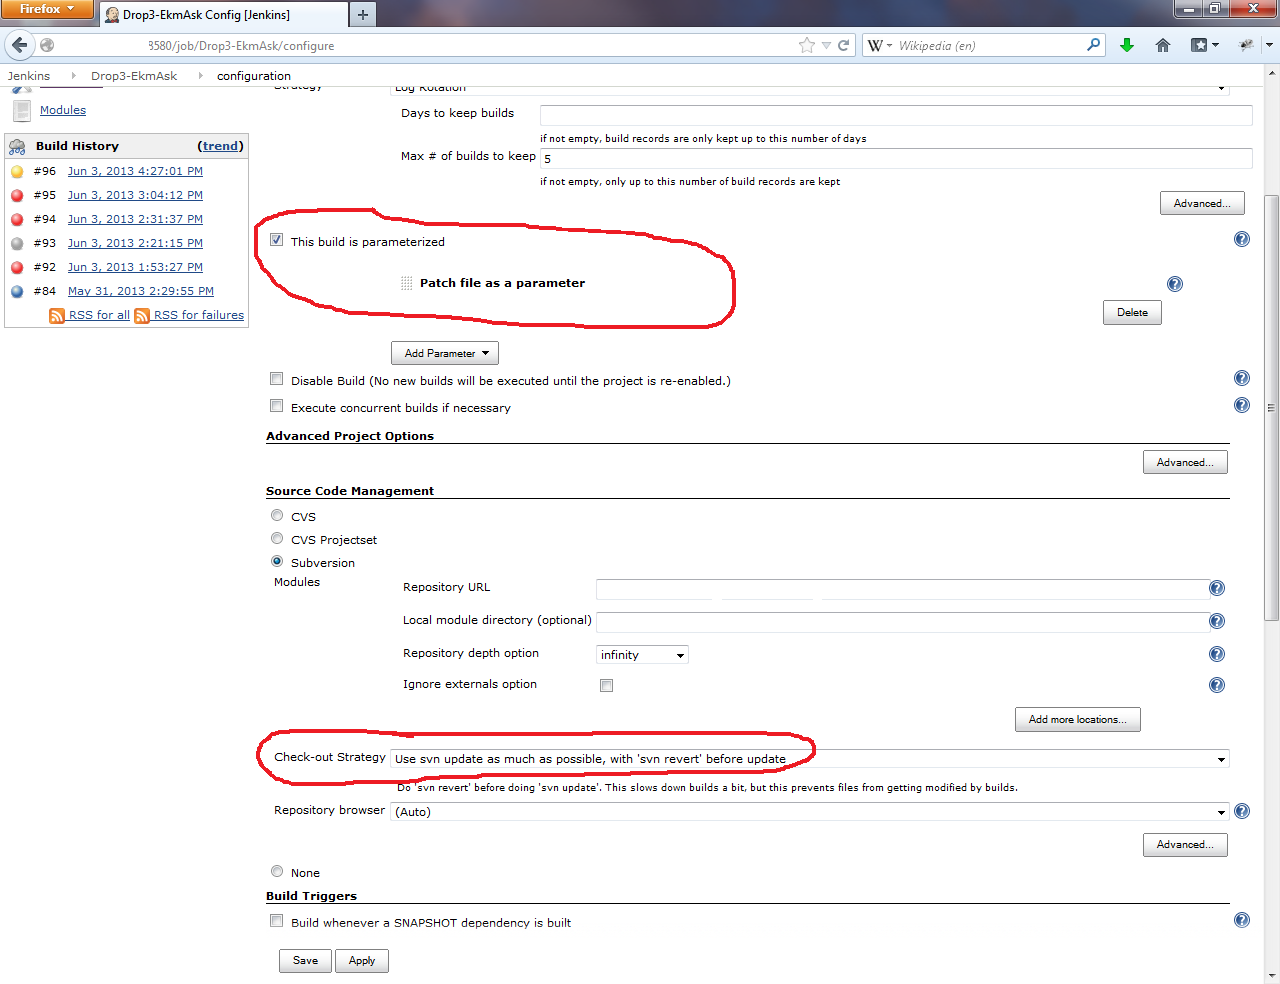 Firefox
Drop3-EkmAsk Config [Jenkins]
3580/job/Drop3-EkmAsk/configure
W
Wikipedia (en)
Jenkins
Drop3-EkmAsk
configuration
Strategy
Log Rotation
Modules
Days to keep builds
if not empty, build records are only kept up to this number of days
Max # of builds to keep
5
if not empty, only up to this number of build records are kept
Advanced...
Build History
(trend)
#96 Jun 3, 2013 4:27:01 PM
#95 Jun 3, 2013 3:04:12 PM
#94 Jun 3, 2013 2:31:37 PM
#93 Jun 3, 2013 2:21:15 PM
#92 Jun 3, 2013 1:53:27 PM
#84 May 31, 2013 2:29:55 PM
RSS for all RSS for failures
This build is parameterized
Patch file as a parameter
Delete
Add Parameter
Disable Build (No new builds will be executed until the project is re-enabled.)
Execute concurrent builds if necessary
Advanced Project Options
Advanced...
Source Code Management
CVS
CVS Projectset
Subversion
Modules
Repository URL
Local module directory (optional)
Repository depth option
infinity
Ignore externals option
Add more locations...
Check-out Strategy
Use svn update as much as possible, with 'svn revert' before update
Do 'svn revert' before doing 'svn update'. This slows down builds a bit, but this prevents files from getting modified by builds.
Repository browser
(Auto)
Advanced...
None
Build Triggers
Build whenever a SNAPSHOT dependency is built
Save
Apply